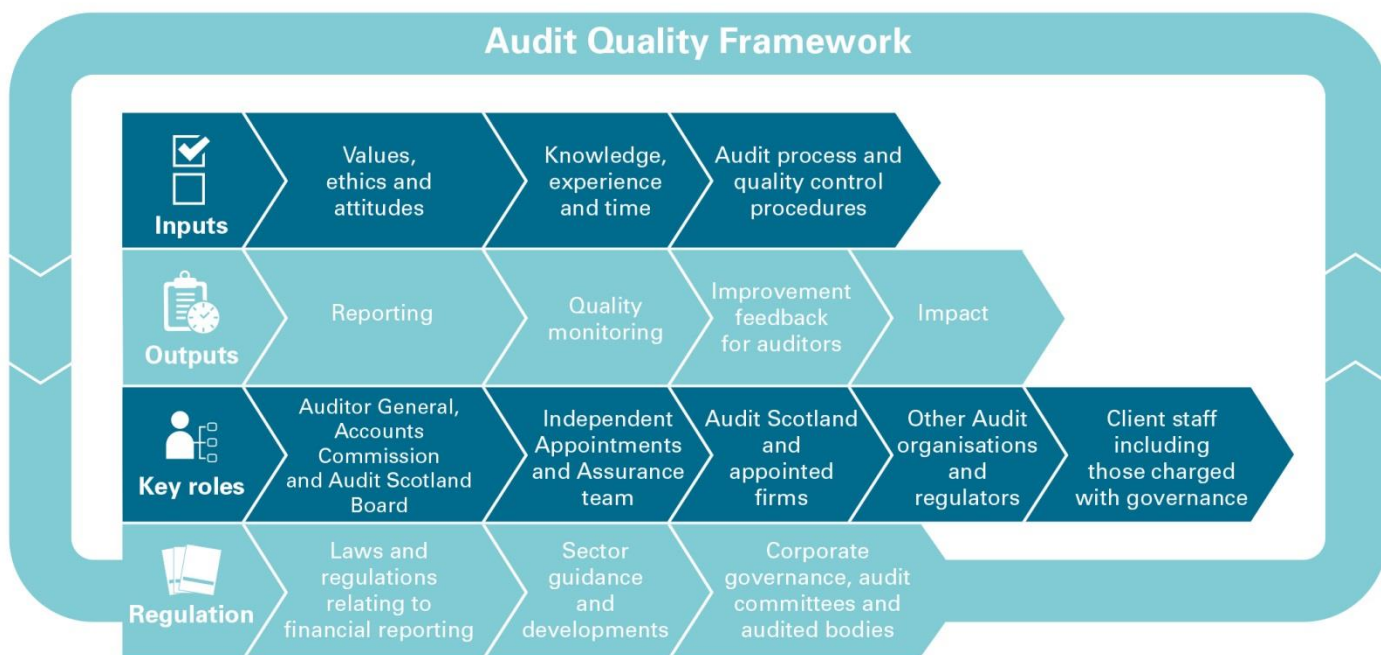 Audit Quality Framework
Inputs
Values,
ethics and
attitudes
Knowledge,
experience
and time
Audit process and
quality control
procedures
Outputs
Reporting
Quality
monitoring
Improvement
feedback
for auditors
Impact
Key roles
Auditor General,
Accounts
Commission
and Audit Scotland
Board
Independent
Appointments
and Assurance
team
Audit Scotland
and
appointed
firms
Other Audit
organisations
and
regulators
Client staff
including
those charged
with governance
Regulation
Laws and
regulations
relating to
financial reporting
Sector
guidance
and
developments
Corporate
governance, audit
committees and
audited bodies